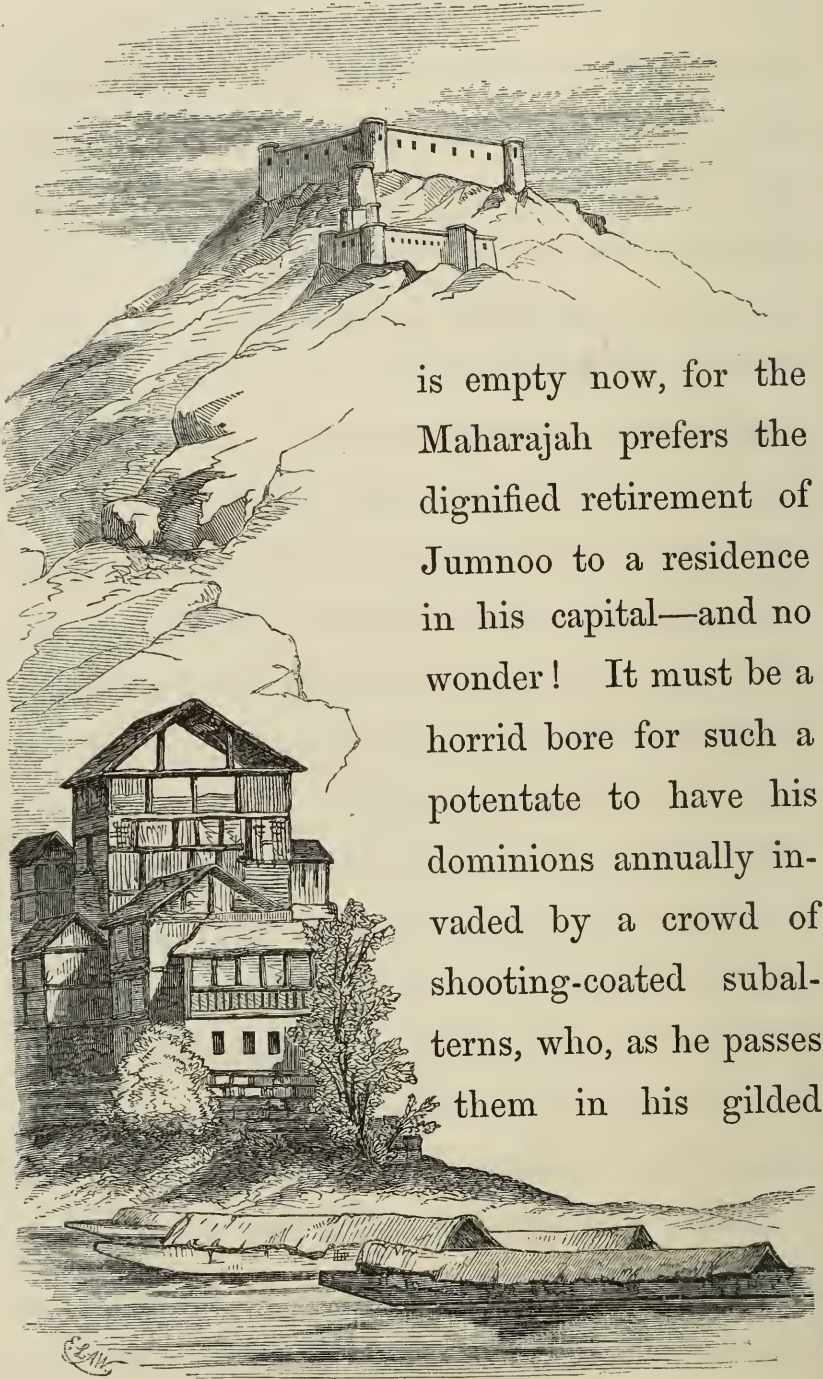 is empty now, for the
Maharajah prefers the
dignified retirement of
Jumnoo to a residence
in his capital—and no
wonder! It must be a
horrid bore for such a
potentate to have his
dominions annually in-
vaded by a crowd of
shooting-coated subal-
terns, who, as he passes
them in his gilded
E LAW